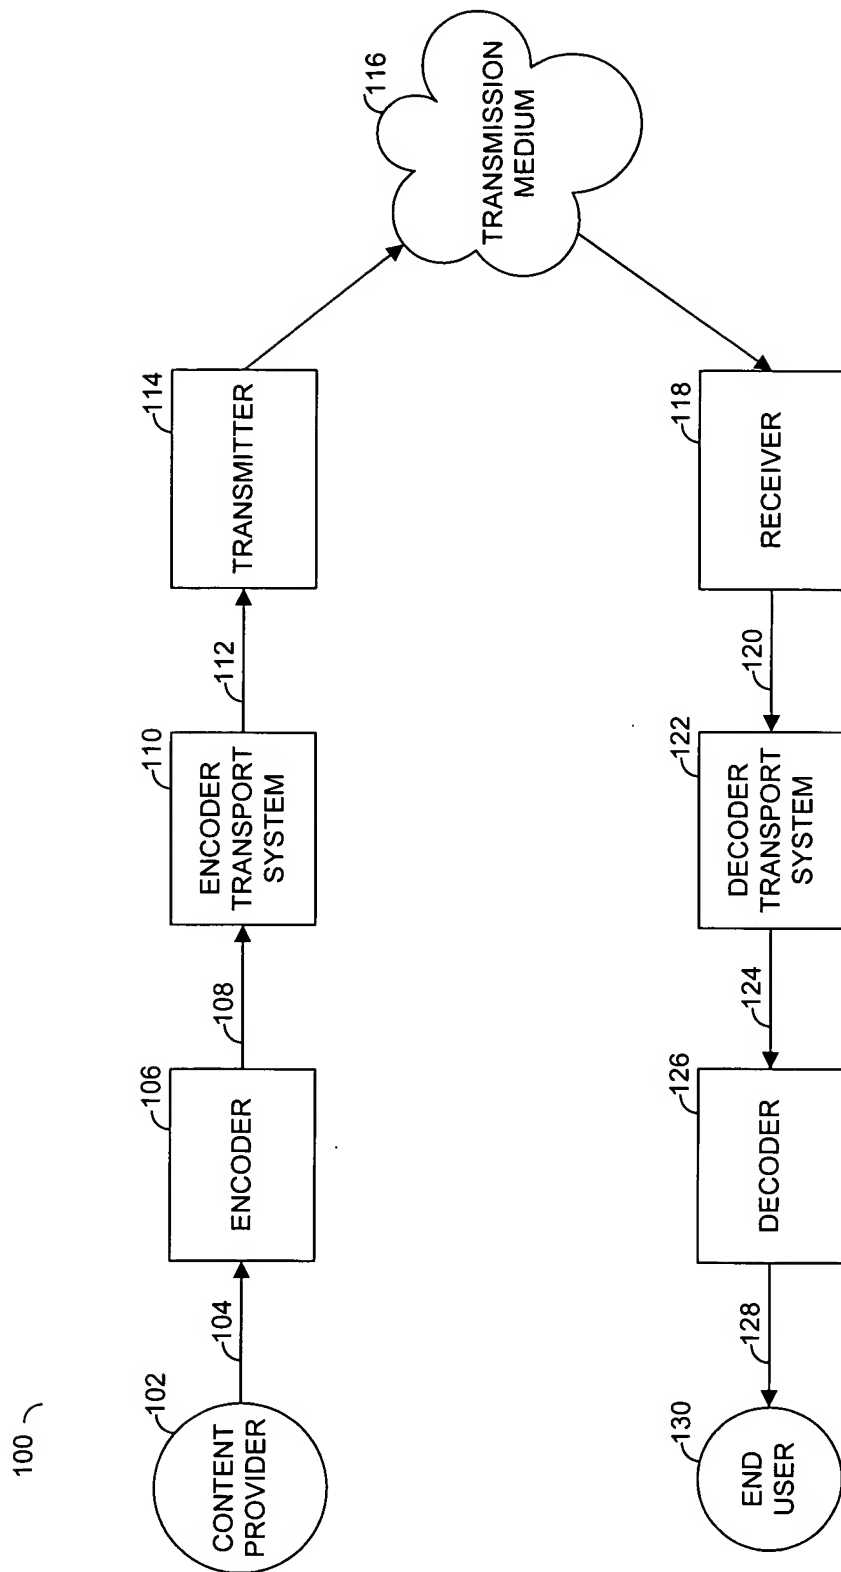 100
102
CONTENT
PROVIDER
104
106
ENCODER
108
110
ENCODER
TRANSPORT
SYSTEM
112
114
TRANSMITTER
116
TRANSMISSION
MEDIUM
118
RECEIVER
120
122
DECODER
TRANSPORT
SYSTEM
124
126
DECODER
128
130
END
USER